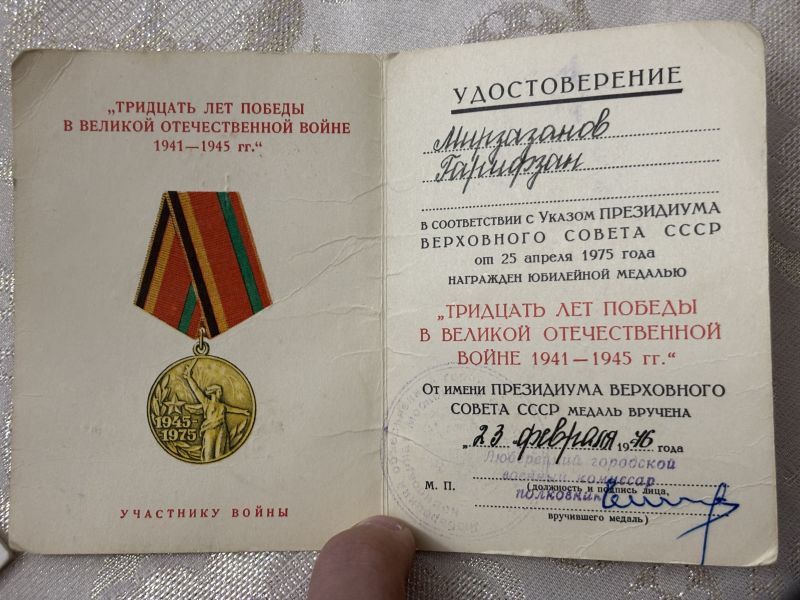 „ТРИДЦАТЬ ЛЕТ ПОБЕДЫ
В ВЕЛИКОЙ ОТЕЧЕСТВЕННОЙ ВОЙНЕ
1941—1945 гг.“
1945-
1975
УЧАСТНИКУ ВОЙНЫ
УДОСТОВЕРЕНИЕ
Мирзазанов
Гарифзан
В СООТВЕТСТВИИ С УКАЗОМ ПРЕЗИДИУМА
ВЕРХОВНОГО СОВЕТА СССР
от 25 апреля 1975 года
НАГРАЖДЕН ЮБИЛЕЙНОЙ МЕДАЛЬЮ
„ТРИДЦАТЬ ЛЕТ ПОБЕДЫ
В ВЕЛИКОЙ ОТЕЧЕСТВЕННОЙ
ВОЙНЕ 1941—1945 гг.“
От имени ПРЕЗИДИУМА ВЕРХОВНОГО
СОВЕТА СССР МЕДАЛЬ ВРУЧЕНА
„23 февраля 1976 года
Люберецкий городской
военный комиссар
М. П. (должность и подпись лица,
полковник
вручившего медаль)